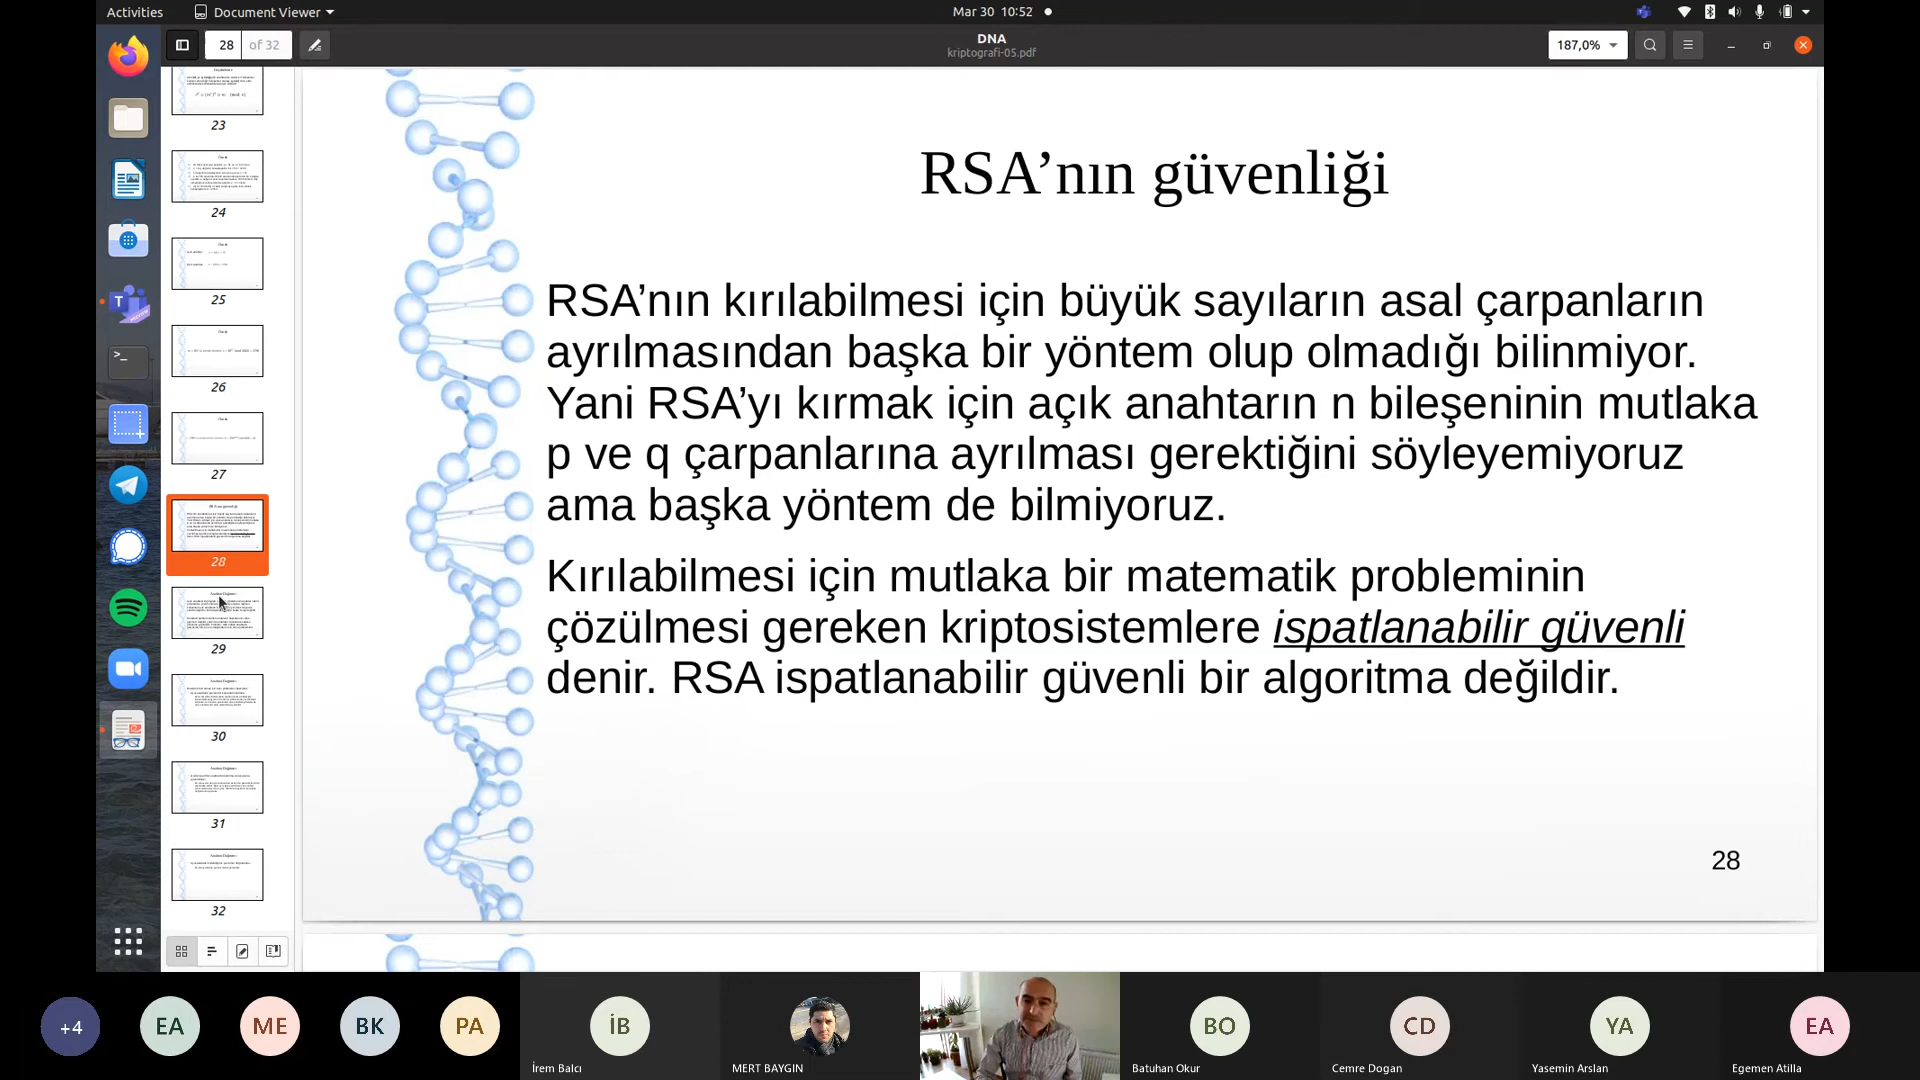 Activities
Document Viewer
Mar 30 10:52
28
of 32
DNA
kriptografi-05.pdf
187,0%
23
24
25
26
27
28
29
30
31
32
RSA’nın güvenliği
RSA’nın kırılabilmesi için büyük sayıların asal çarpanların
ayrılmasından başka bir yöntem olup olmadığı bilinmiyor.
Yani RSA’yı kırmak için açık anahtarın n bileşeninin mutlaka
p ve q çarpanlarına ayrılması gerektiğini söyleyemiyoruz
ama başka yöntem de bilmiyoruz.
Kırılabilmesi için mutlaka bir matematik probleminin
çözülmesi gereken kriptosistemlere ispatlanabilir güvenli
denir. RSA ispatlanabilir güvenli bir algoritma değildir.
28
+4
EA
ME
BK
PA
İB
İrem Balcı
MERT BAYGIN
BO
Batuhan Okur
CD
Cemre Dogan
YA
Yasemin Arslan
EA
Egemen Atilla